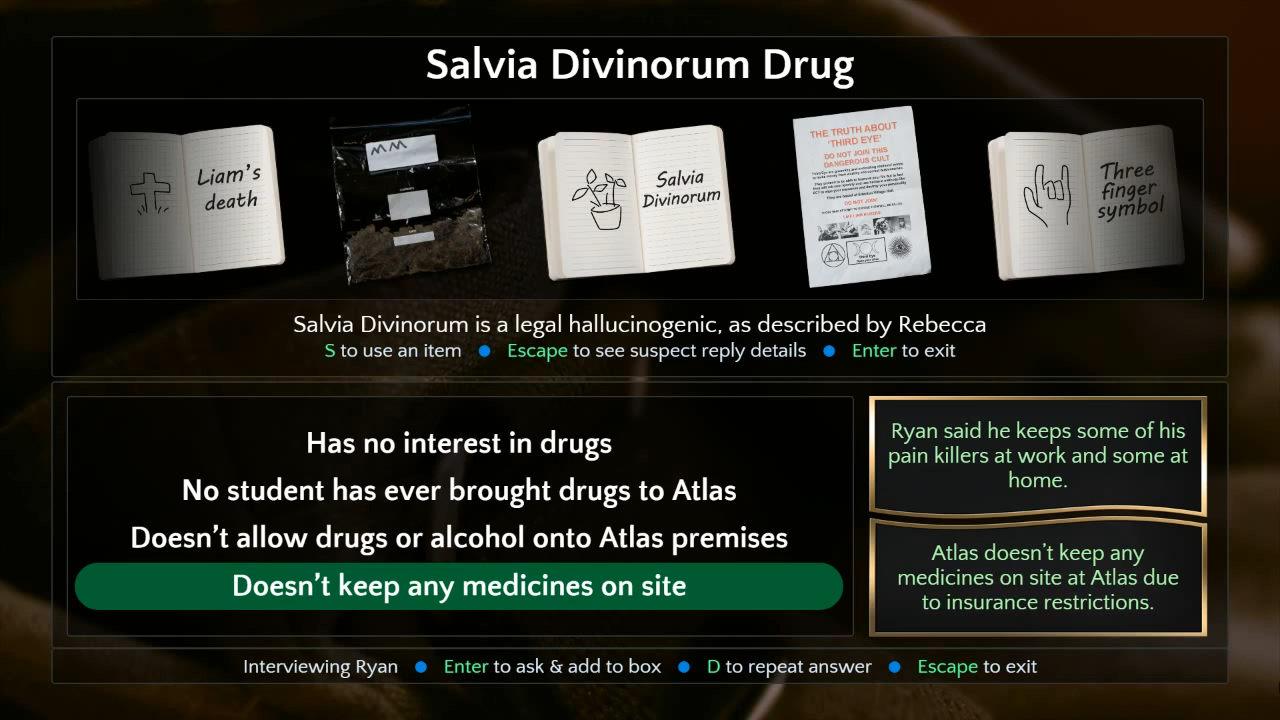 Salvia Divinorum Drug
Liam's
death
MM
Salvia
Divinorum
THE TRUTH ABOUT
'THIRD EYE'
DO NOT JOIN THIS
DANGEROUS CULT
DO NOT JOIN!
Three
finger
symbol
Salvia Divinorum is a legal hallucinogenic, as described by Rebecca
S to use an item Escape to see suspect reply details Enter to exit
Has no interest in drugs
No student has ever brought drugs to Atlas
Doesn't allow drugs or alcohol onto Atlas premises
Doesn't keep any medicines on site
Ryan said he keeps some of his
pain killers at work and some at
home.
Atlas doesn't keep any
medicines on site at Atlas due
to insurance restrictions.
Interviewing Ryan Enter to ask & add to box D to repeat answer Escape to exit